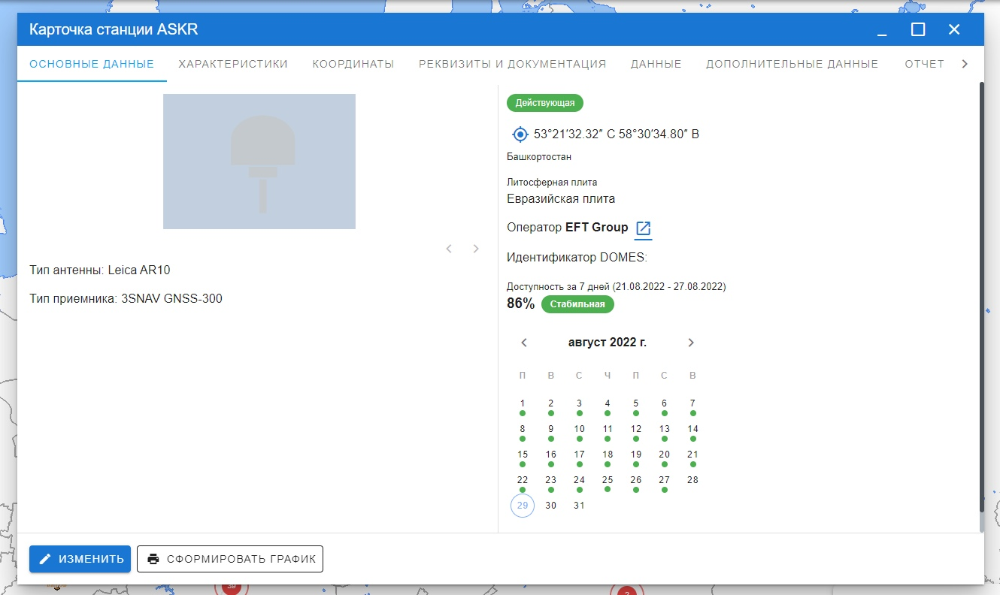 Карточка станции ASKR
ОСНОВНЫЕ ДАННЫЕ ХАРАКТЕРИСТИКИ КООРДИНАТЫ РЕКВИЗИТЫ И ДОКУМЕНТАЦИЯ ДАННЫЕ ДОПОЛНИТЕЛЬНЫЕ ДАННЫЕ ОТЧЕТ
Тип антенны: Leica AR10
Тип приемника: 3SNAV GNSS-300
Действующая
53°21′32.32″ С 58°30′34.80″ В
Башкортостан
Литосферная плита
Евразийская плита
Оператор EFT Group
Идентификатор DOMES:
Доступность за 7 дней (21.08.2022 - 27.08.2022)
86% Стабильная
август 2022 г.
П В С Ч П С В
1 2 3 4 5 6 7
8 9 10 11 12 13 14
15 16 17 18 19 20 21
22 23 24 25 26 27 28
29 30 31
ИЗМЕНИТЬ СФОРМИРОВАТЬ ГРАФИК